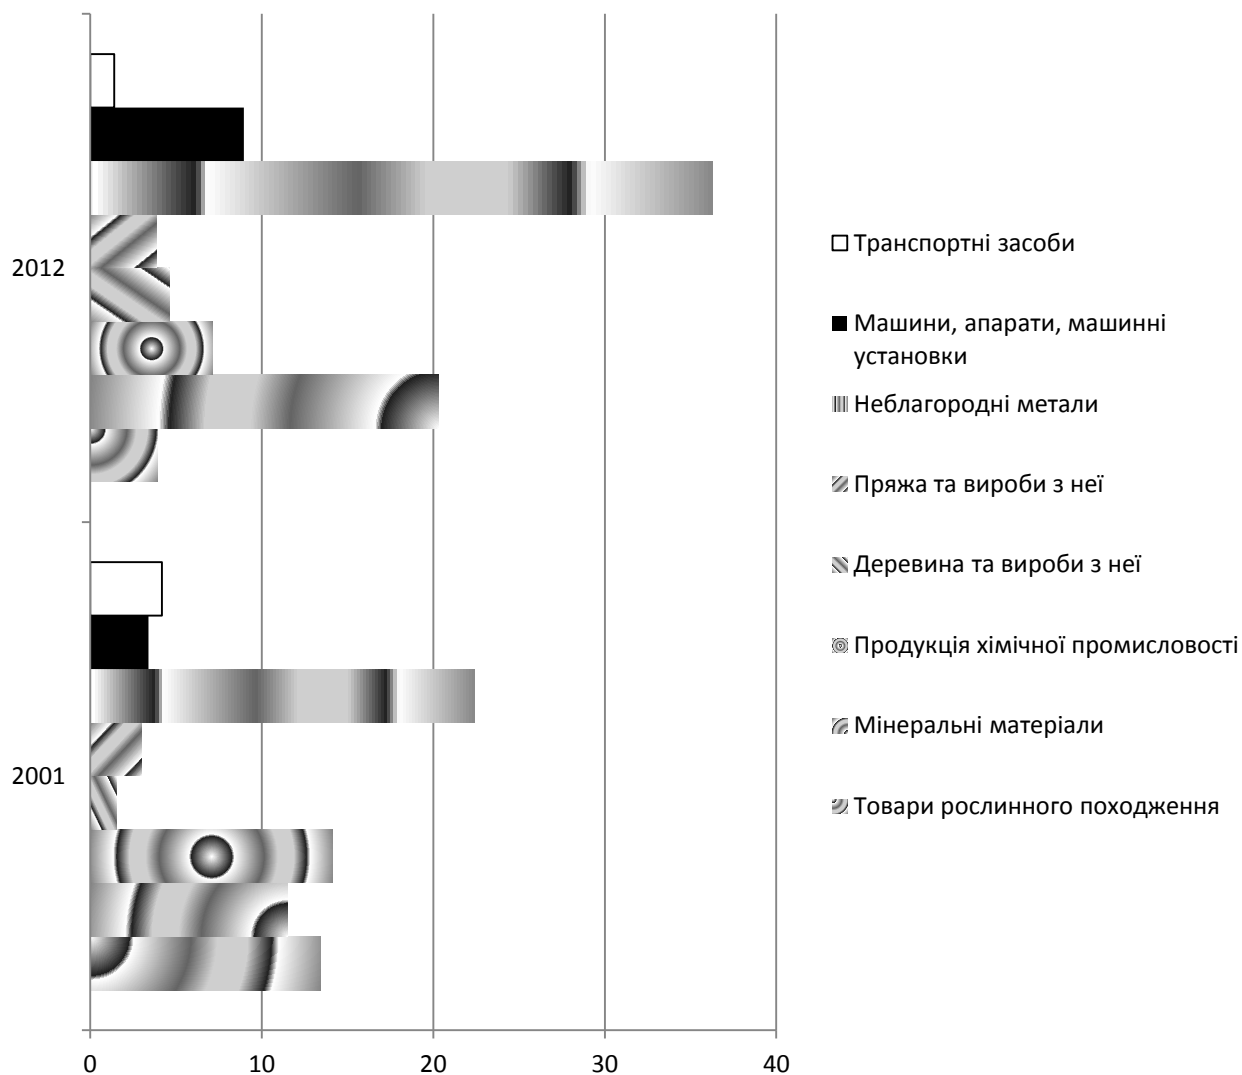 2012
2001
0
10
20
30
40
Транспортні засоби
Машини, апарати, машинні
установки
Неблагородні метали
Пряжа та вироби з неї
Деревина та вироби з неї
Продукція хімічної промисловості
Мінеральні матеріали
Товари рослинного походження